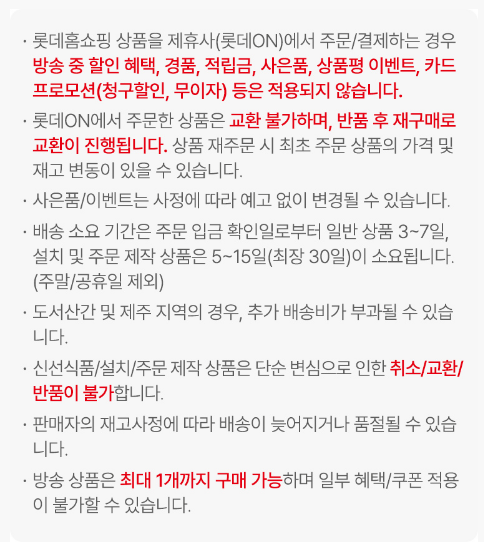 · 롯데홈쇼핑 상품을 제휴사(롯데ON)에서 주문/결제하는 경우
방송 중 할인 혜택, 경품, 적립금, 사은품, 상품평 이벤트, 카드
프로모션(청구할인, 무이자) 등은 적용되지 않습니다.
· 롯데ON에서 주문한 상품은 교환 불가하며, 반품 후 재구매로
교환이 진행됩니다. 상품 재주문 시 최초 주문 상품의 가격 및
재고 변동이 있을 수 있습니다.
· 사은품/이벤트는 사정에 따라 예고 없이 변경될 수 있습니다.
· 배송 소요 기간은 주문 입금 확인일로부터 일반 상품 3~7일,
설치 및 주문 제작 상품은 5~15일(최장 30일)이 소요됩니다.
(주말/공휴일 제외)
· 도서산간 및 제주 지역의 경우, 추가 배송비가 부과될 수 있습
니다.
· 신선식품/설치/주문 제작 상품은 단순 변심으로 인한 취소/교환/
반품이 불가합니다.
· 판매자의 재고사정에 따라 배송이 늦어지거나 품절될 수 있습
니다.
· 방송 상품은 최대 1개까지 구매 가능하며 일부 혜택/쿠폰 적용
이 불가할 수 있습니다.